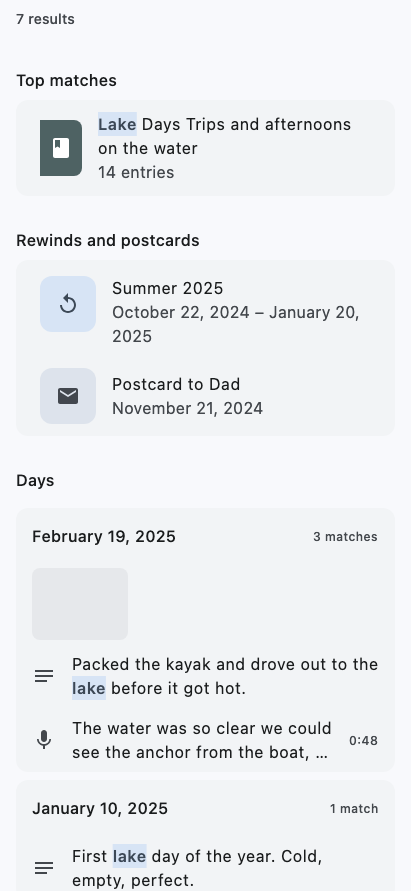 7 results
Top matches
Lake Days Trips and afternoons
on the water
14 entries
Rewinds and postcards
Summer 2025
October 22, 2024 – January 20,
2025
Postcard to Dad
November 21, 2024
Days
February 19, 2025
3 matches
Packed the kayak and drove out to the
lake before it got hot.
The water was so clear we could
see the anchor from the boat, ...
0:48
January 10, 2025
1 match
First lake day of the year. Cold,
empty, perfect.